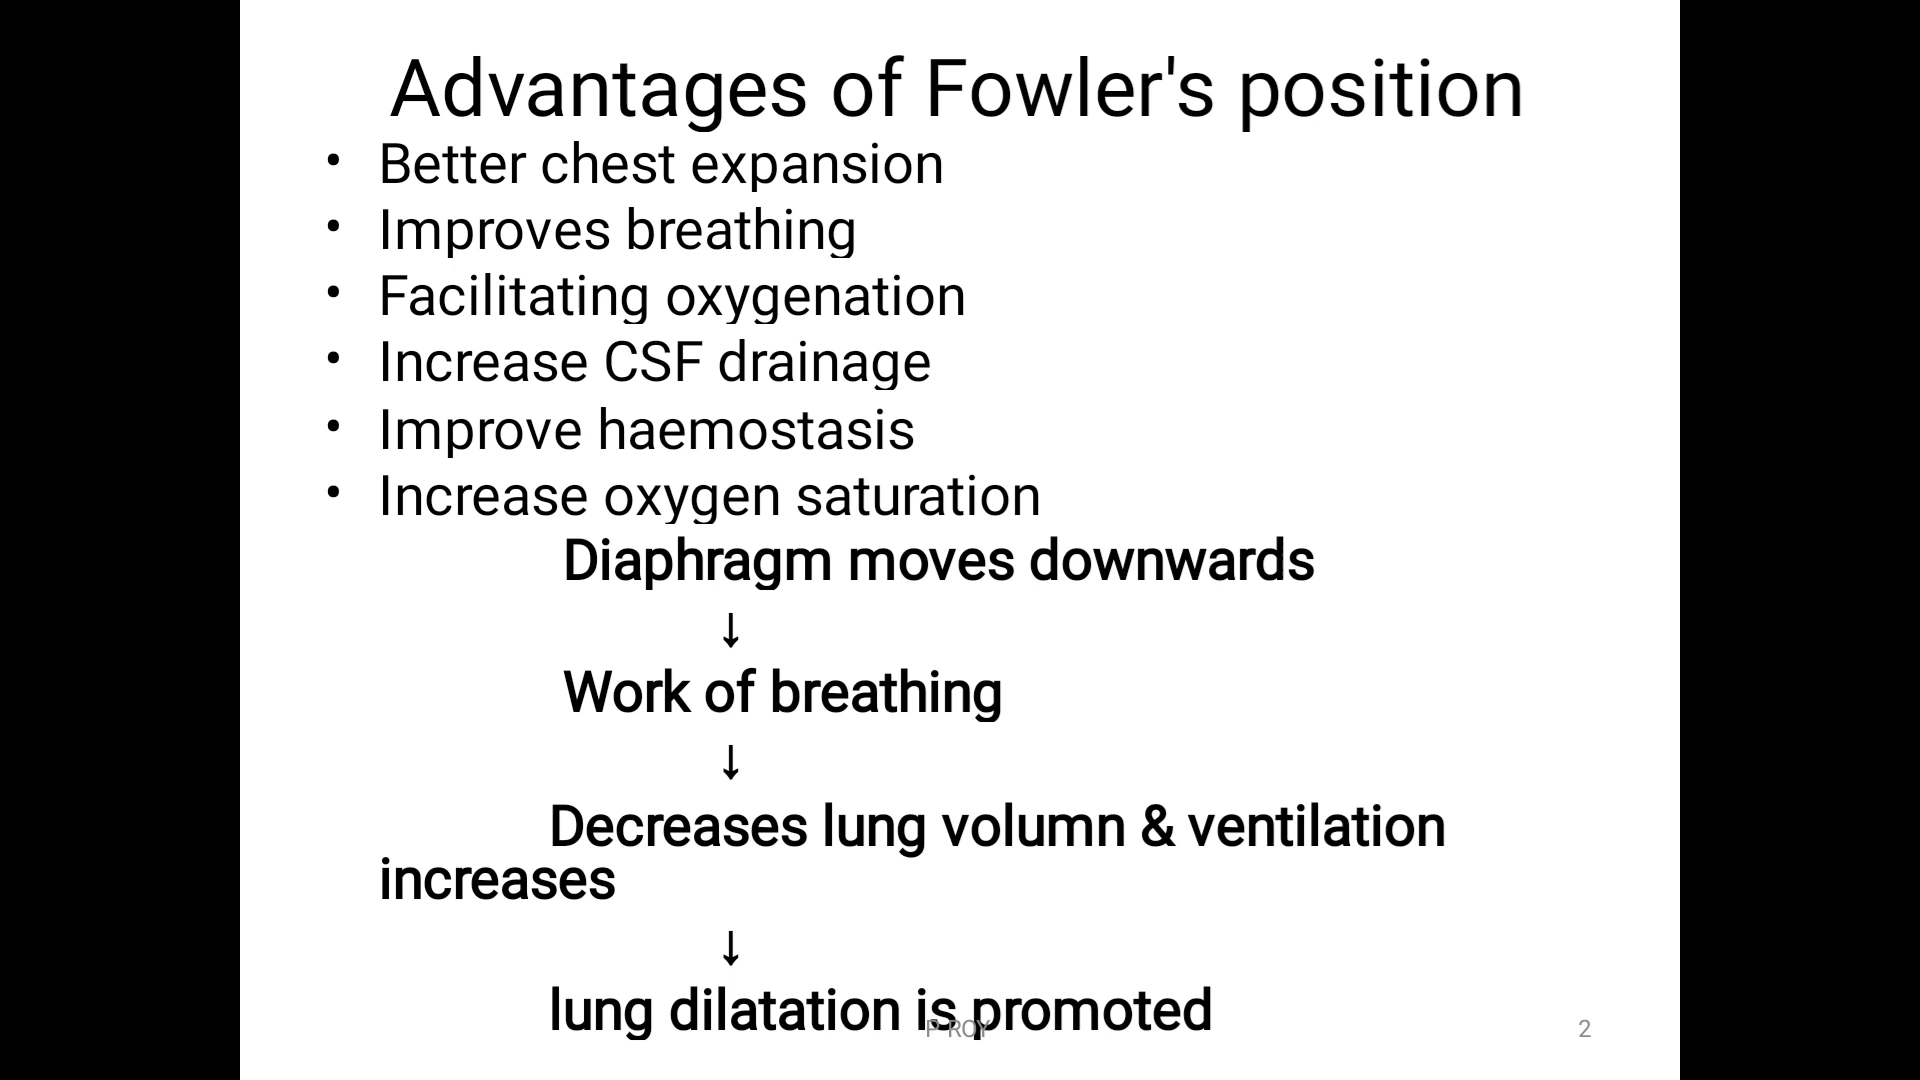 Advantages of Fowler's position
• Better chest expansion
• Improves breathing
• Facilitating oxygenation
• Increase CSF drainage
• Improve haemostasis
• Increase oxygen saturation
Diaphragm moves downwards
↓
Work of breathing
↓
Decreases lung volumn & ventilation
increases
↓
lung dilatation is promoted
P ROY
2